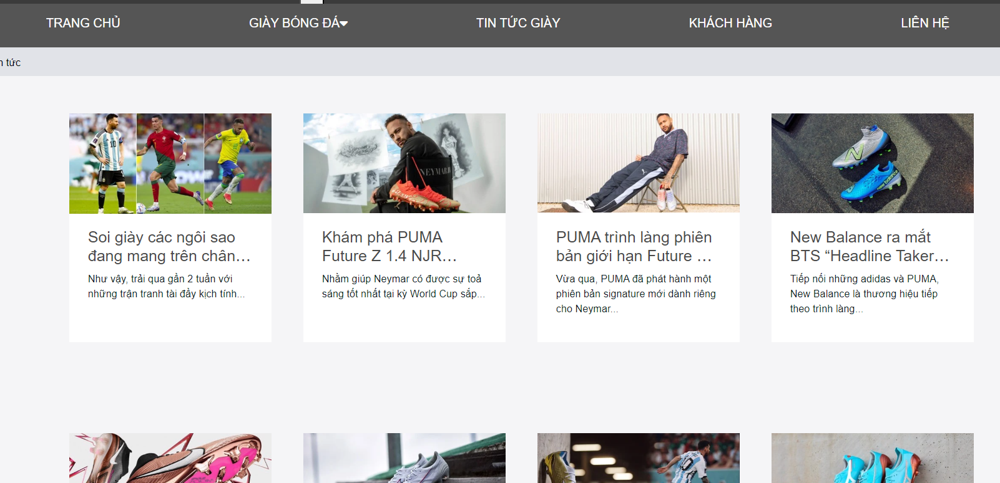 TRANG CHỦ
GIÀY BÓNG ĐÁ
TIN TỨC GIÀY
KHÁCH HÀNG
LIÊN HỆ
tức
NEYMAR JR
N
new balance
Soi giày các ngôi sao
đang mang trên chân...
Như vậy, trải qua gần 2 tuần với
những trận tranh tài đầy kịch tính...
Khám phá PUMA
Future Z 1.4 NJR...
Nhằm giúp Neymar có được sự toả
sáng tốt nhất tại kỳ World Cup sắp...
PUMA trình làng phiên
bản giới hạn Future ...
Vừa qua, PUMA đã phát hành một
phiên bản signature mới dành riêng
cho Neymar...
New Balance ra mắt
BTS “Headline Taker...
Tiếp nối những adidas và PUMA,
New Balance là thương hiệu tiếp
theo trình làng...